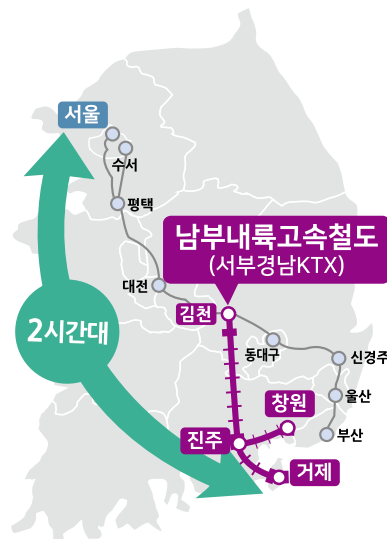 서울
수서
평택
남부내륙고속철도
(서부경남KTX)
대전
김천
2시간대
동대구
신경주
창원
울산
진주
부산
거제